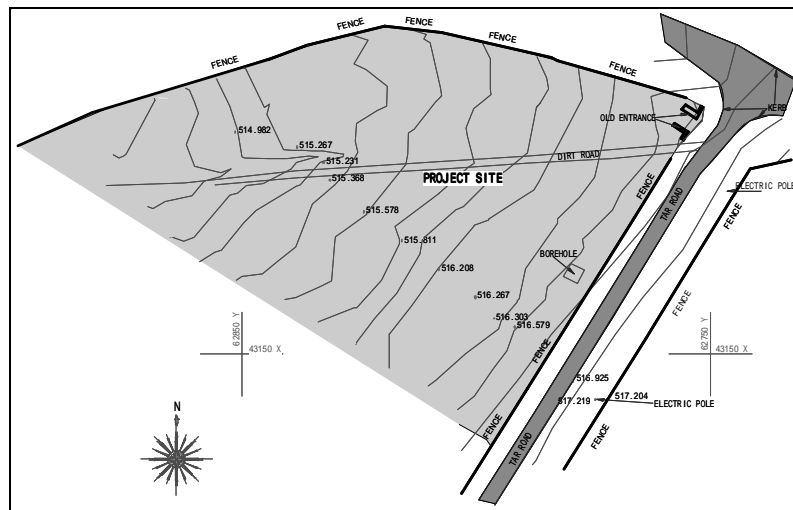 FENCE
FENCE
FENCE
FENCE
FENCE
KERB
OLD ENTRANCE
514.982
515.267
DIRT ROAD
515.231
515.368
PROJECT SITE
FENCE
TAR ROAD
ELECTRIC POLE
515.578
FENCE
515.811
BOREHOLE
516.208
516.267
FENCE
516.303
516.579
62850 Y
43150 X
FENCE
62750 Y
43150 X
516.925
517.219
517.204
ELECTRIC POLE
N
FENCE
TAR ROAD
FENCE